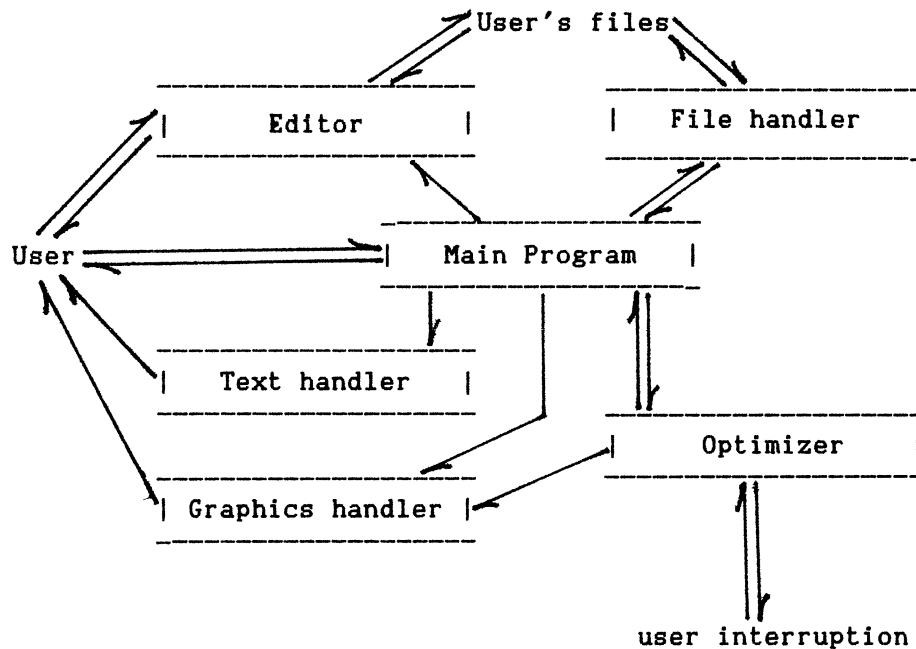 User's files
Editor
File handler
User
Main Program
Text handler
Optimizer
Graphics handler
user interruption